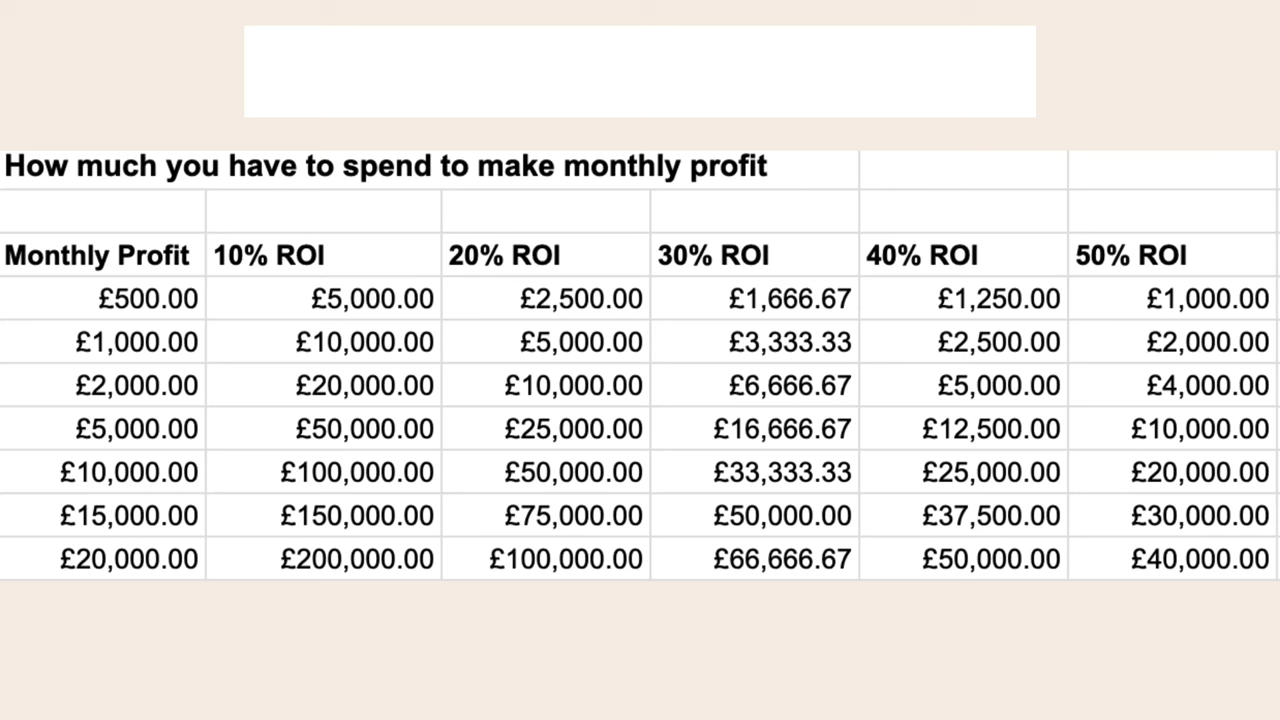 How much you have to spend to make monthly profit
Monthly Profit 10% ROI 20% ROI 30% ROI 40% ROI 50% ROI
£500.00 £5,000.00 £2,500.00 £1,666.67 £1,250.00 £1,000.00
£1,000.00 £10,000.00 £5,000.00 £3,333.33 £2,500.00 £2,000.00
£2,000.00 £20,000.00 £10,000.00 £6,666.67 £5,000.00 £4,000.00
£5,000.00 £50,000.00 £25,000.00 £16,666.67 £12,500.00 £10,000.00
£10,000.00 £100,000.00 £50,000.00 £33,333.33 £25,000.00 £20,000.00
£15,000.00 £150,000.00 £75,000.00 £50,000.00 £37,500.00 £30,000.00
£20,000.00 £200,000.00 £100,000.00 £66,666.67 £50,000.00 £40,000.00